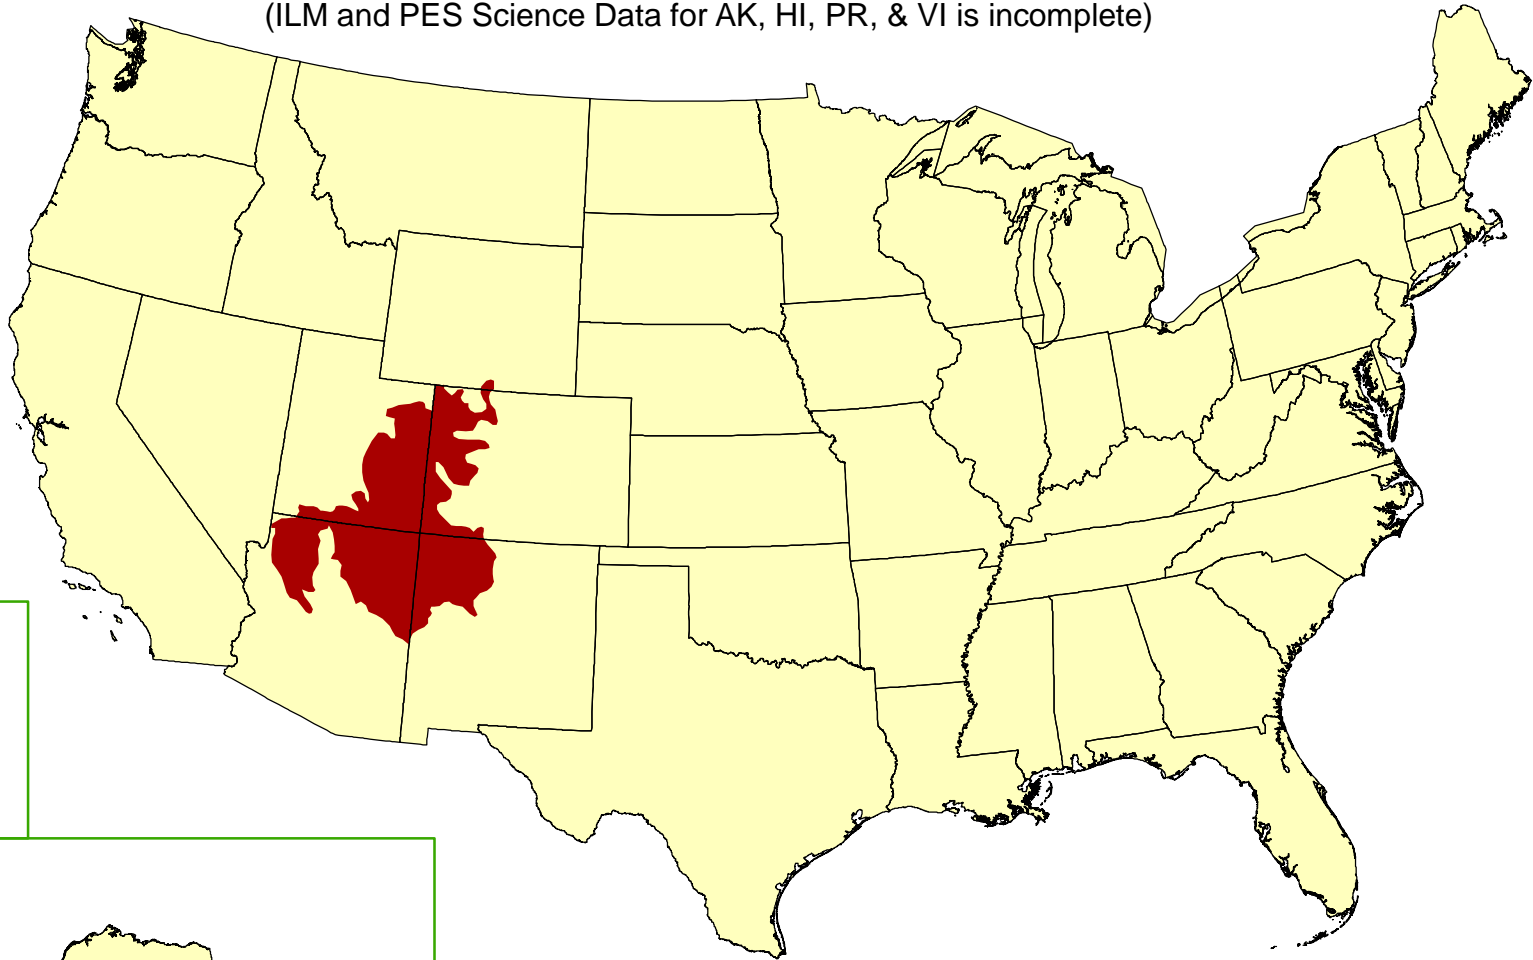 (ILM and PES Science Data for AK, HI, PR, & VI is incomplete)